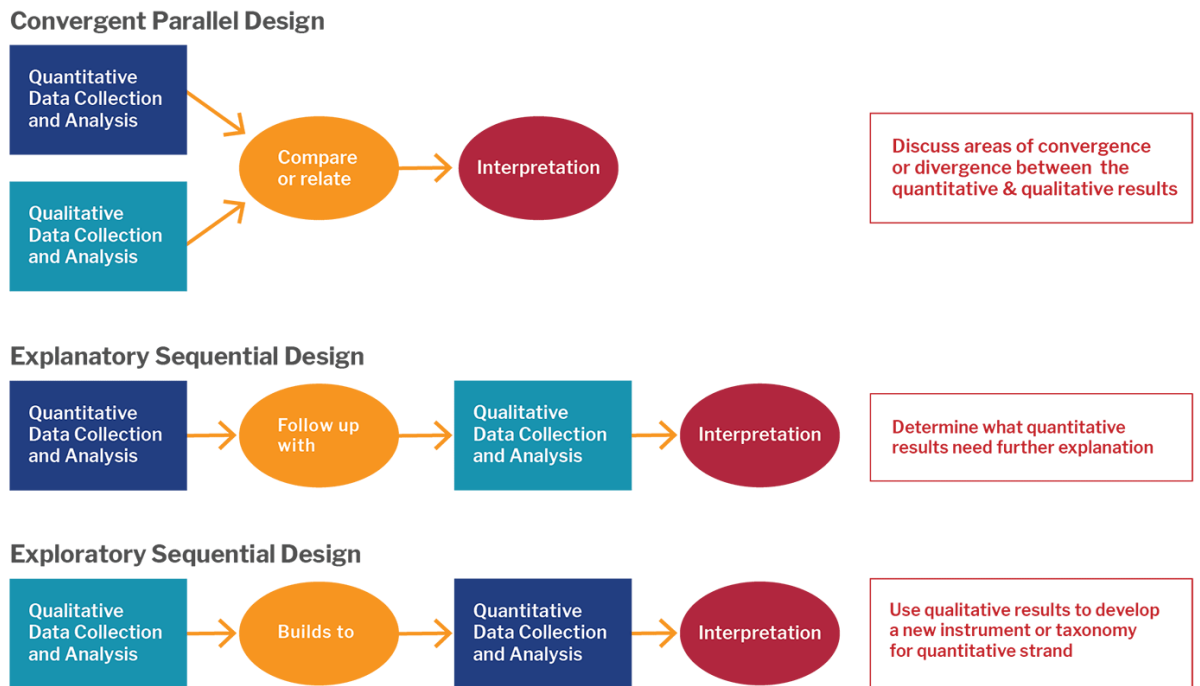 Convergent Parallel Design
Quantitative
Data Collection
and Analysis
Qualitative
Data Collection
and Analysis
Compare
or relate
Interpretation
Discuss areas of convergence
or divergence between the
quantitative & qualitative results
Explanatory Sequential Design
Quantitative
Data Collection
and Analysis
Follow up
with
Qualitative
Data Collection
and Analysis
Interpretation
Determine what quantitative
results need further explanation
Exploratory Sequential Design
Qualitative
Data Collection
and Analysis
Builds to
Quantitative
Data Collection
and Analysis
Interpretation
Use qualitative results to develop
a new instrument or taxonomy
for quantitative strand